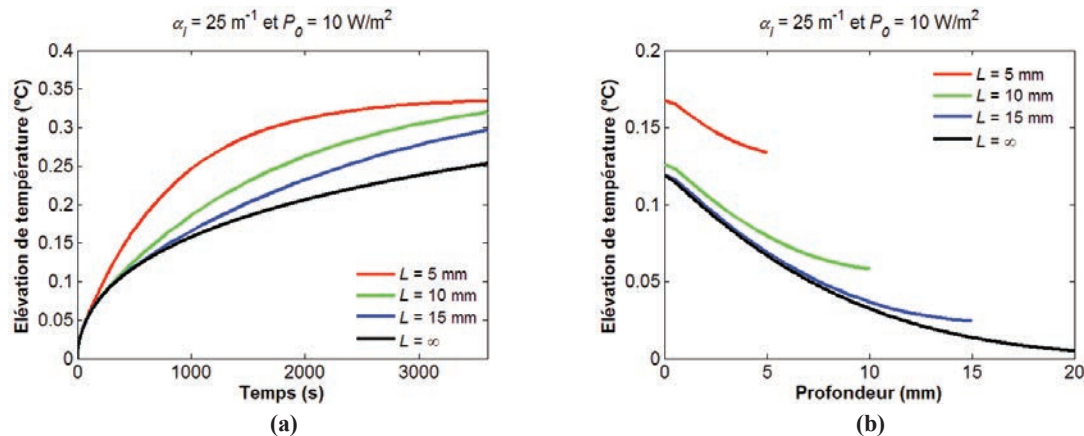 α_l = 25 m⁻¹ et P_0 = 10 W/m²
Elévation de température (°C)
0.4
0.35
0.3
0.25
0.2
0.15
0.1
0.05
0
L = 5 mm
L = 10 mm
L = 15 mm
L = ∞
0
1000
2000
3000
Temps (s)
(a)
α_l = 25 m⁻¹ et P_0 = 10 W/m²
Elévation de température (°C)
0.2
0.15
0.1
0.05
0
L = 5 mm
L = 10 mm
L = 15 mm
L = ∞
0
5
10
15
20
Profondeur (mm)
(b)